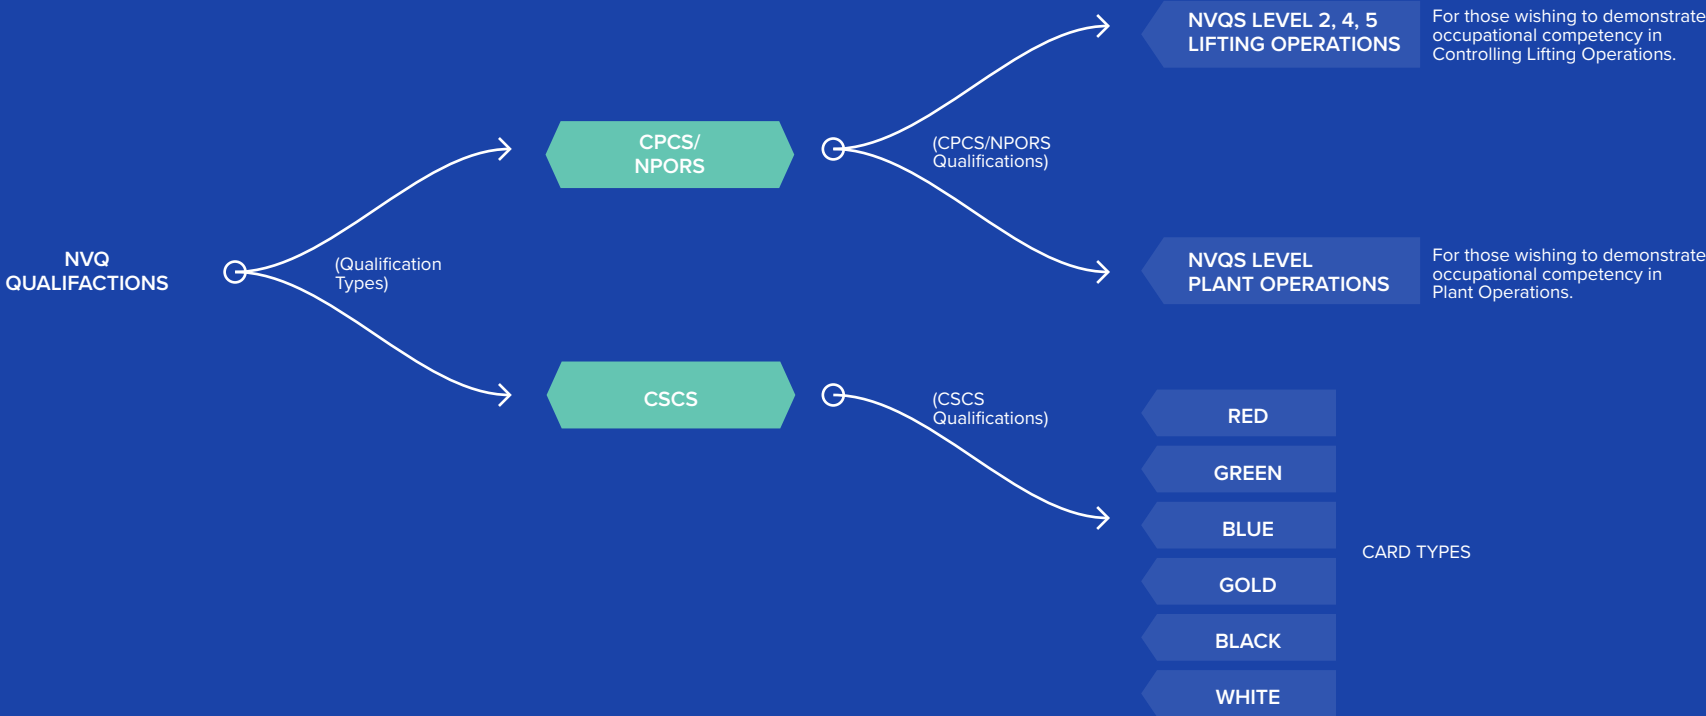 NVQ
QUALIFACTIONS
(Qualification
Types)
CPCS/
NPORS
(CPCS/NPORS
Qualifications)
NVQS LEVEL 2, 4, 5
LIFTING OPERATIONS
For those wishing to demonstrate
occupational competency in
Controlling Lifting Operations.
NVQS LEVEL
PLANT OPERATIONS
For those wishing to demonstrate
occupational competency in
Plant Operations.
CSCS
(CSCS
Qualifications)
RED
GREEN
BLUE
GOLD
BLACK
WHITE
CARD TYPES